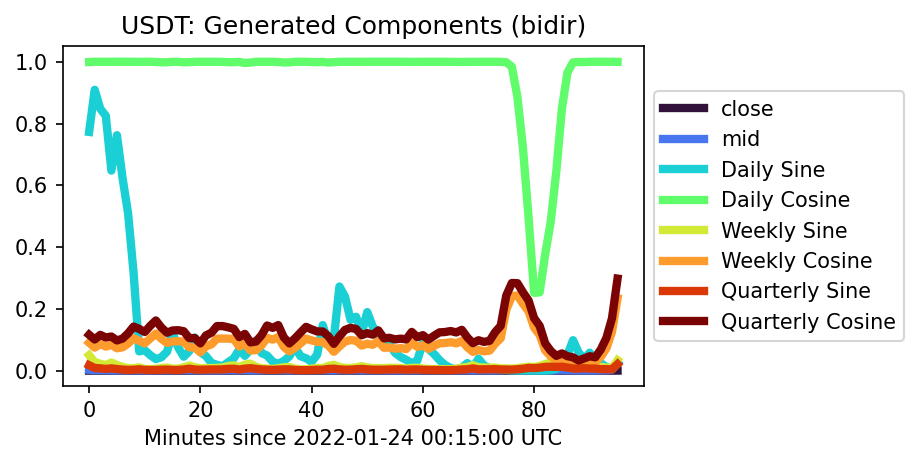 USDT: Generated Components (bidir)
1.0
0.8
0.6
0.4
0.2
0.0
0 20 40 60 80
Minutes since 2022-01-24 00:15:00 UTC
close
mid
Daily Sine
Daily Cosine
Weekly Sine
Weekly Cosine
Quarterly Sine
Quarterly Cosine